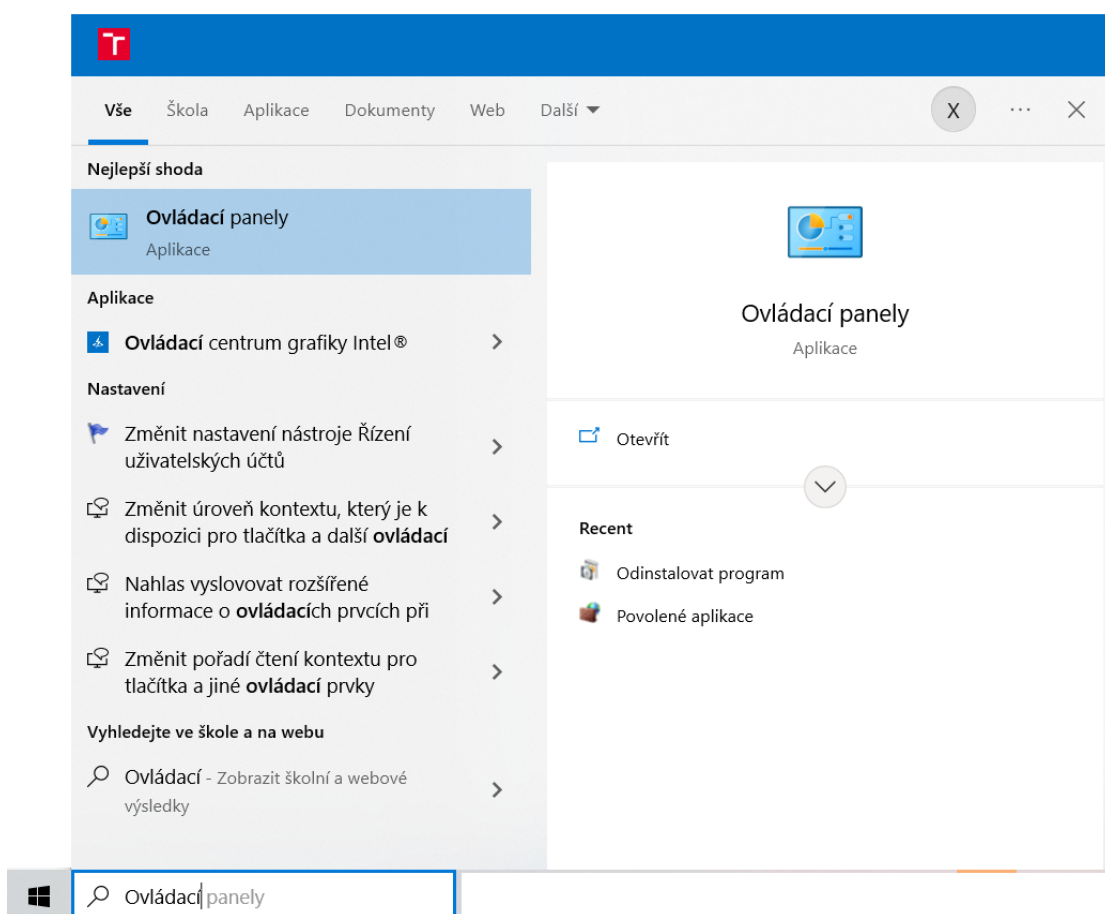 T
Vše Škola Aplikace Dokumenty Web Další X ...
Nejlepší shoda
Ovládací panely
Aplikace
Aplikace
Ovládací centrum grafiky Intel®
Nastavení
Změnit nastavení nástroje Řízení
uživatelských účtů
Změnit úroveň kontextu, který je k
dispozici pro tlačítka a další ovládací
Nahlas vyslovovat rozšířené
informace o ovládacích prvcích při
Změnit pořadí čtení kontextu pro
tlačítka a jiné ovládací prvky
Vyhledejte ve škole a na webu
Ovládací - Zobrazit školní a webové
výsledky
Ovládací panely
Aplikace
Otevřít
Recent
Odinstalovat program
Povolené aplikace
Ovládací panely